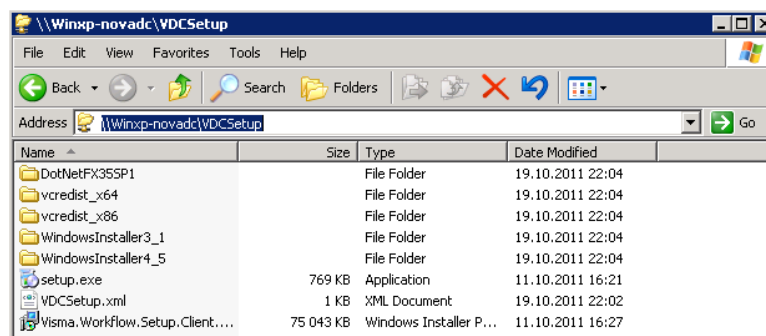 \\Winxp-novadc\VDCSetup
File Edit View Favorites Tools Help
Back Search Folders
Address \\Winxp-novadc\VDCSetup Go
Name Size Type Date Modified
DotNetFX35SP1 File Folder 19.10.2011 22:04
vcredist_x64 File Folder 19.10.2011 22:04
vcredist_x86 File Folder 19.10.2011 22:04
WindowsInstaller3_1 File Folder 19.10.2011 22:04
WindowsInstaller4_5 File Folder 19.10.2011 22:04
setup.exe 769 KB Application 11.10.2011 16:21
VDCSetup.xml 1 KB XML Document 19.10.2011 22:02
Visma.Workflow.Setup.Client.... 75 043 KB Windows Installer P... 11.10.2011 16:27